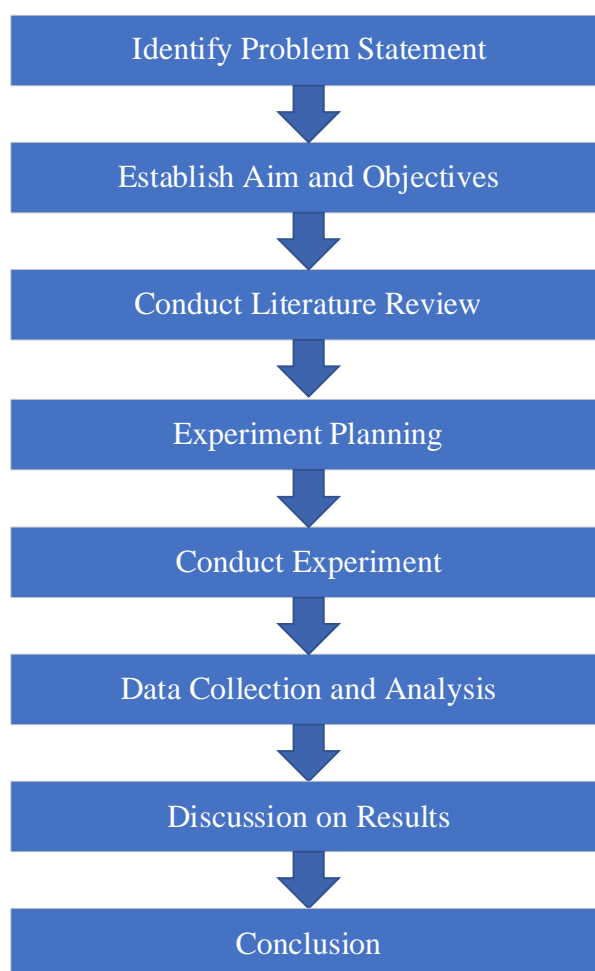 Identify Problem Statement
Establish Aim and Objectives
Conduct Literature Review
Experiment Planning
Conduct Experiment
Data Collection and Analysis
Discussion on Results
Conclusion